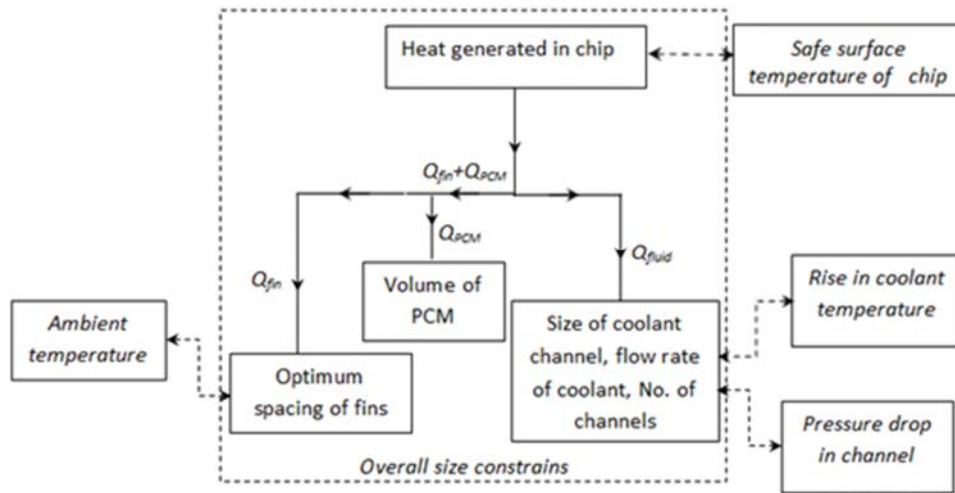 Heat generated in chip
Safe surface
temperature of chip
Qfin+QPCM
QPCM
Qfluid
Qfin
Volume of
PCM
Rise in coolant
temperature
Ambient
temperature
Size of coolant
channel, flow rate
of coolant, No. of
channels
Optimum
spacing of fins
Pressure drop
in channel
Overall size constrains